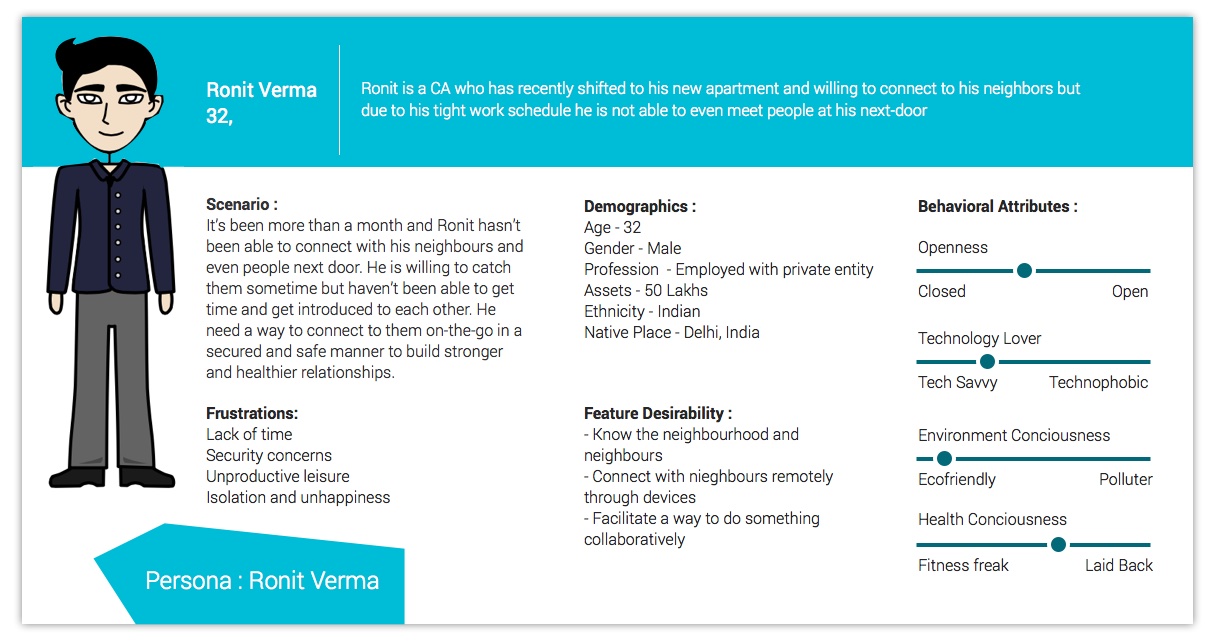 Ronit Verma
32,
Ronit is a CA who has recently shifted to his new apartment and willing to connect to his neighbors but
due to his tight work schedule he is not able to even meet people at his next-door
Scenario :
It's been more than a month and Ronit hasn't
been able to connect with his neighbours and
even people next door. He is willing to catch
them sometime but haven't been able to get
time and get introduced to each other. He
need a way to connect to them on-the-go in a
secured and safe manner to build stronger
and healthier relationships.
Frustrations:
Lack of time
Security concerns
Unproductive leisure
Isolation and unhappiness
Demographics :
Age - 32
Gender - Male
Profession  - Employed with private entity
Assets - 50 Lakhs
Ethnicity - Indian
Native Place - Delhi, India
Feature Desirability :
- Know the neighbourhood and
neighbours
- Connect with nieghbours remotely
through devices
- Facilitate a way to do something
collaboratively
Behavioral Attributes :
Openness
Closed Open
Technology Lover
Tech Savvy Technophobic
Environment Conciousness
Ecofriendly Polluter
Health Conciousness
Fitness freak Laid Back
Persona : Ronit Verma